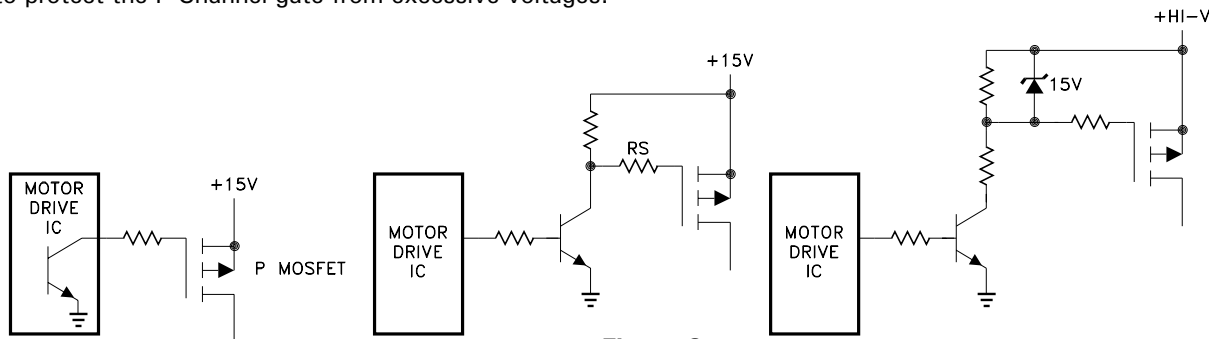 to protect the P-Channel gate from excessive voltages.
+HI-V
+15V
15V
RS
MOTOR
DRIVE
IC
+15V
P MOSFET
MOTOR
DRIVE
IC
MOTOR
DRIVE
IC